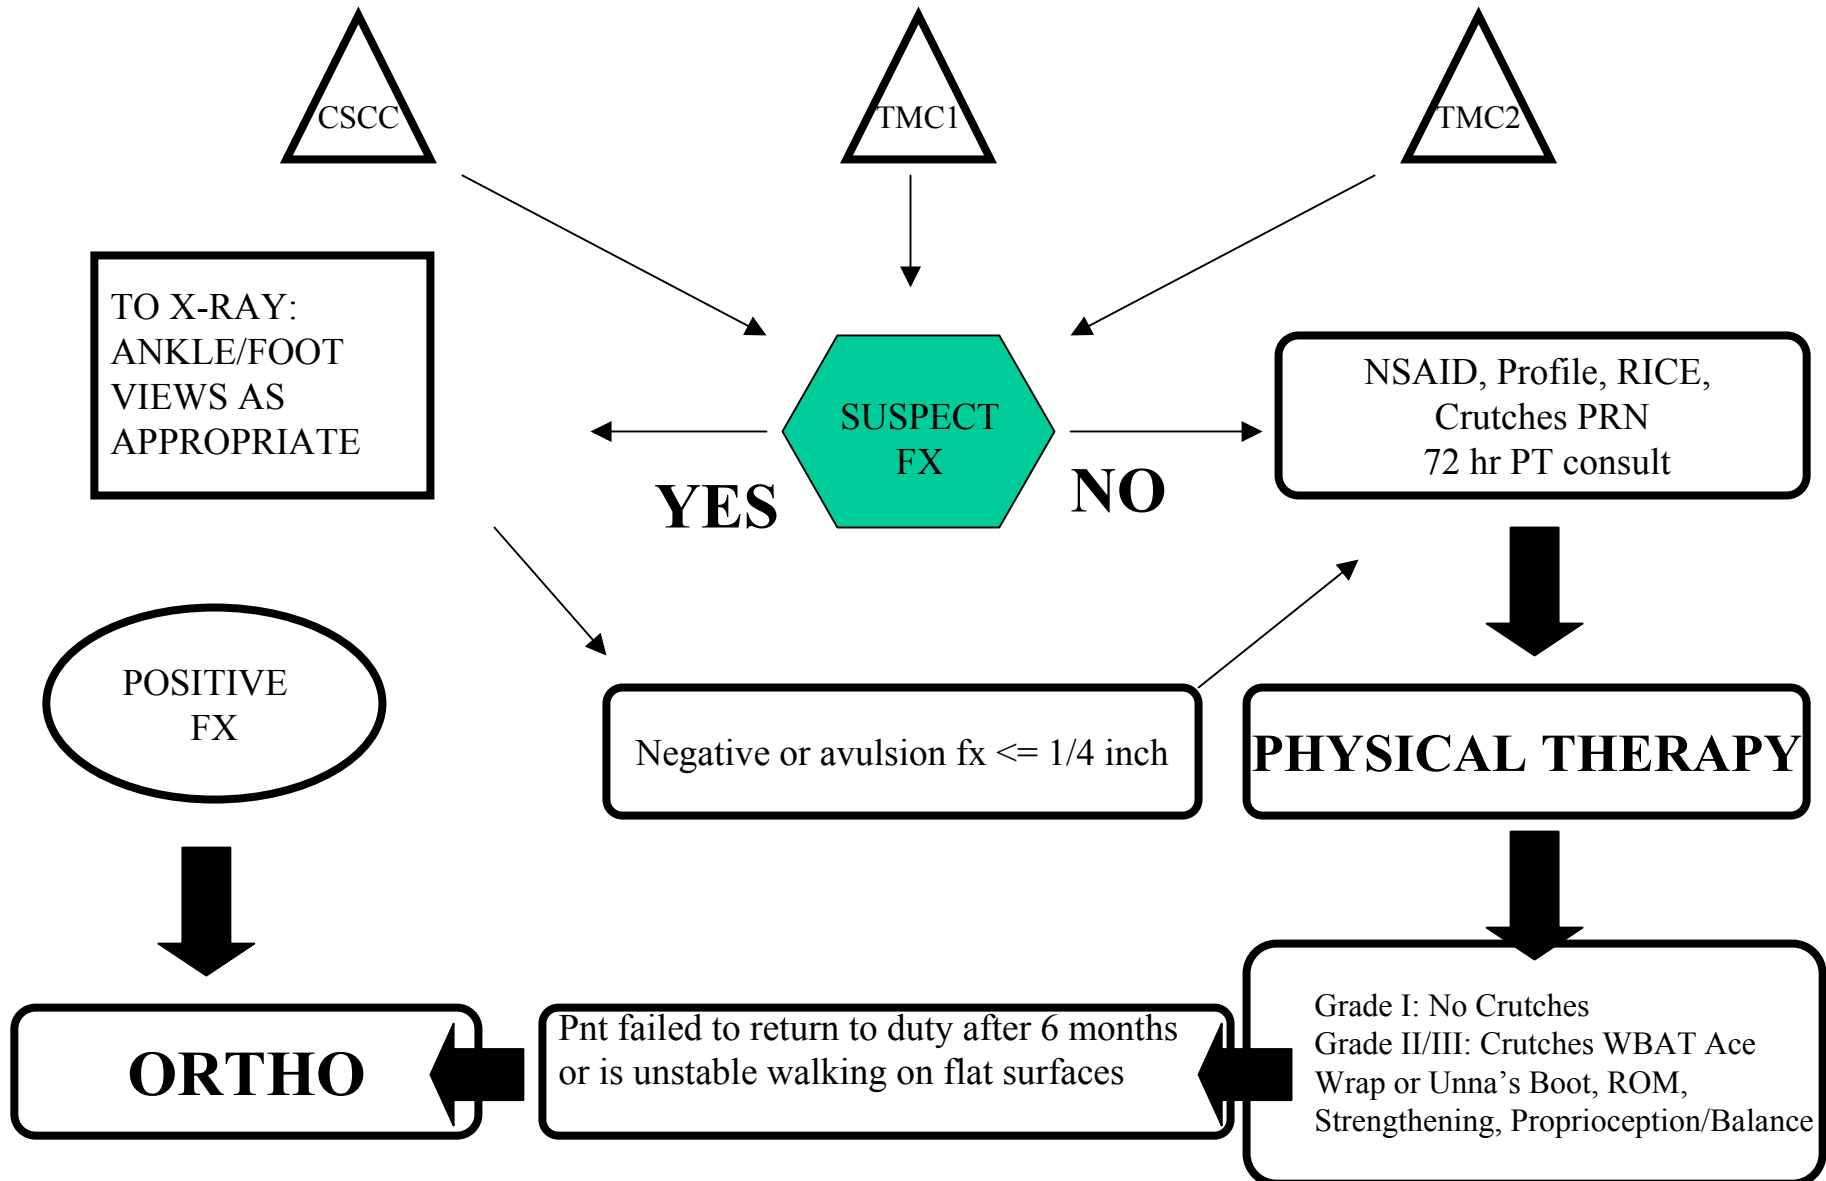 CSCC
TMC1
TMC2
TO X-RAY:
ANKLE/FOOT
VIEWS AS
APPROPRIATE
SUSPECT
FX
YES
NO
NSAID, Profile, RICE,
Crutches PRN
72 hr PT consult
POSITIVE
FX
Negative or avulsion fx <= 1/4 inch
PHYSICAL THERAPY
ORTHO
Pnt failed to return to duty after 6 months
or is unstable walking on flat surfaces
Grade I: No Crutches
Grade II/III: Crutches WBAT Ace
Wrap or Unna’s Boot, ROM,
Strengthening, Proprioception/Balance